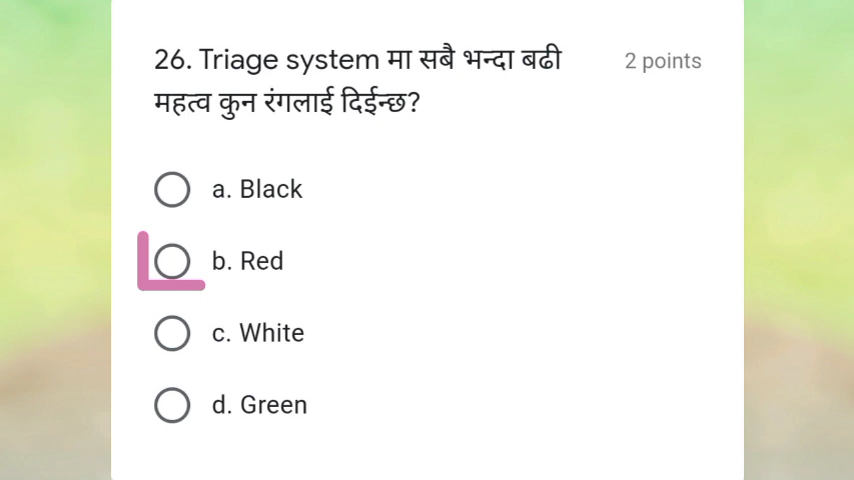 26. Triage system मा सबै भन्दा बढी
2 points
महत्व कुन रंगलाई दिईन्छ?
a. Black
b. Red
c. White
d. Green